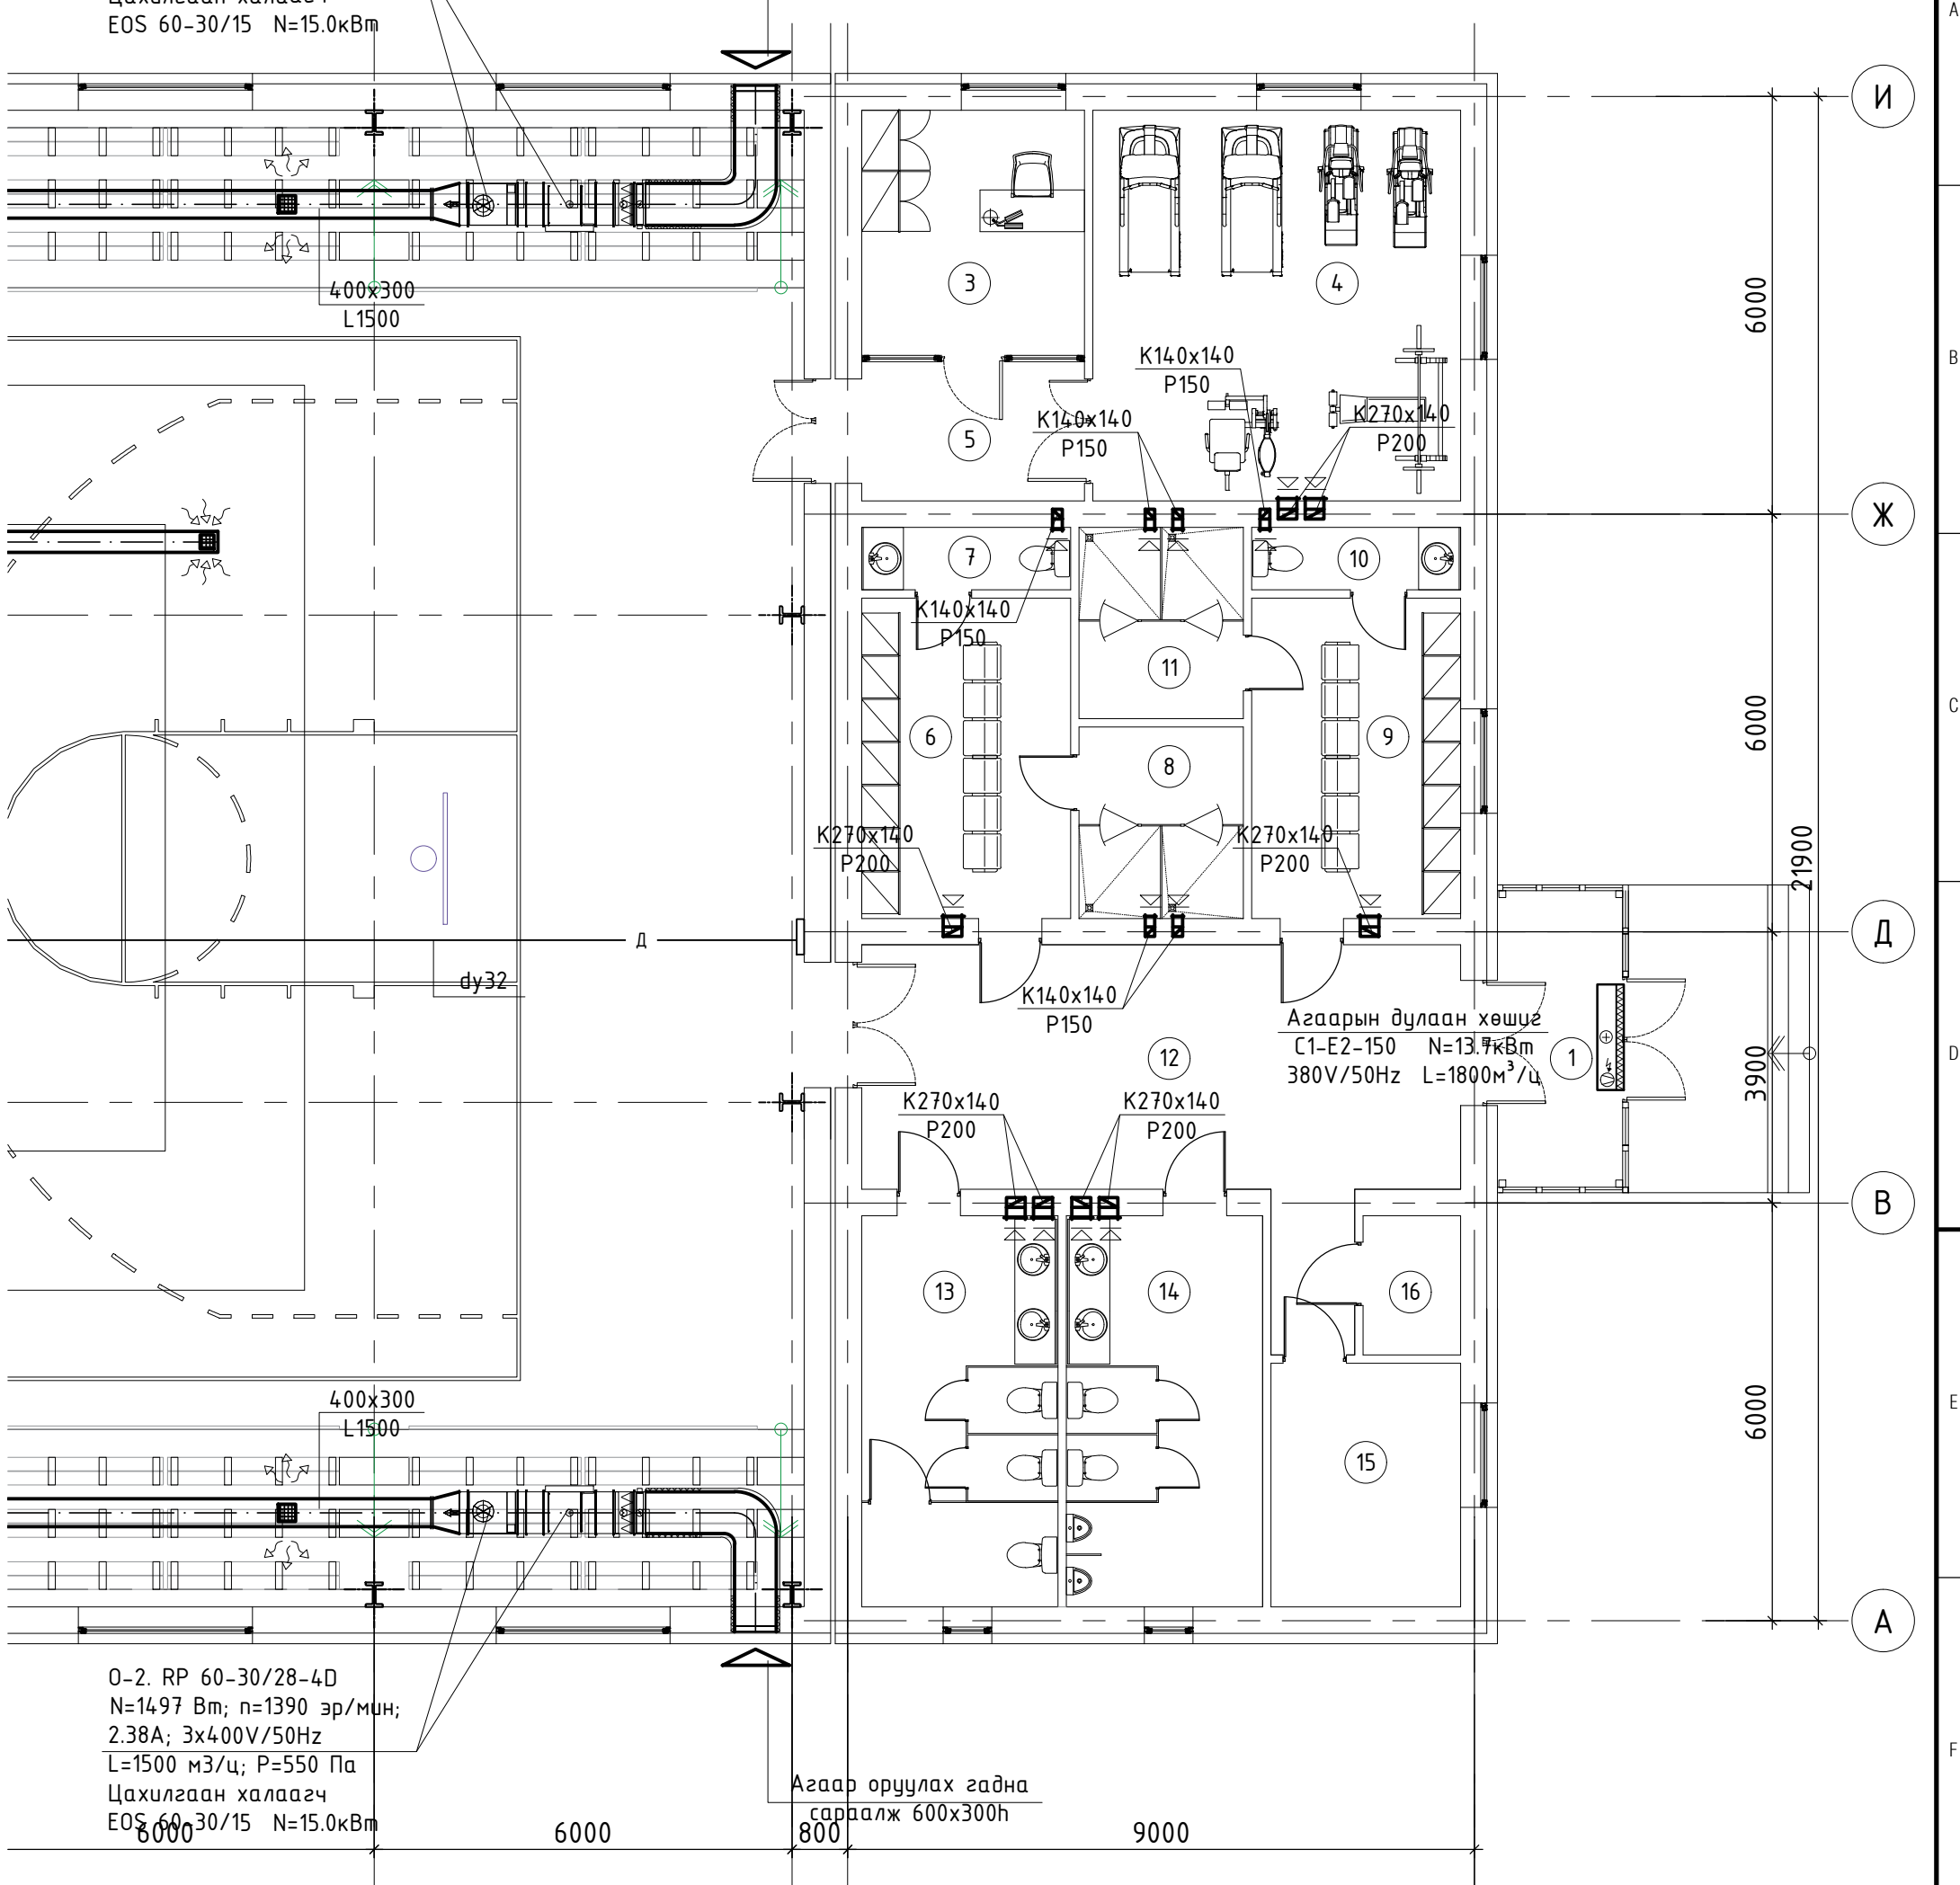 EOS 60-30/15 N=15.0кВт
A
И
400x300
L1500
3
4
6000
B
K140x140
P150
K140x140
P150
K270x140
P200
5
Ж
7
10
K140x140
P150
11
6
9
8
6000
C
K270x140
P200
K270x140
P200
21900
Д
Д
dy32
K140x140
P150
Агаарын дулаан хөшиг
C1-E2-150 N=13.7кВт
380V/50Hz L=1800м³/ц
12
1
3900
D
K270x140
P200
K270x140
P200
В
13
14
16
400x300
L1500
6000
E
15
А
О-2. RP 60-30/28-4D
N=1497 Вт; n=1390 эр/мин;
2.38A; 3x400V/50Hz
L=1500 м3/ц; P=550 Па
Цахилгаан халаагч
EOS 60-30/15 N=15.0кВт
Агаар оруулах гадна
сараалж 600x300h
F
6000
6000
800
9000